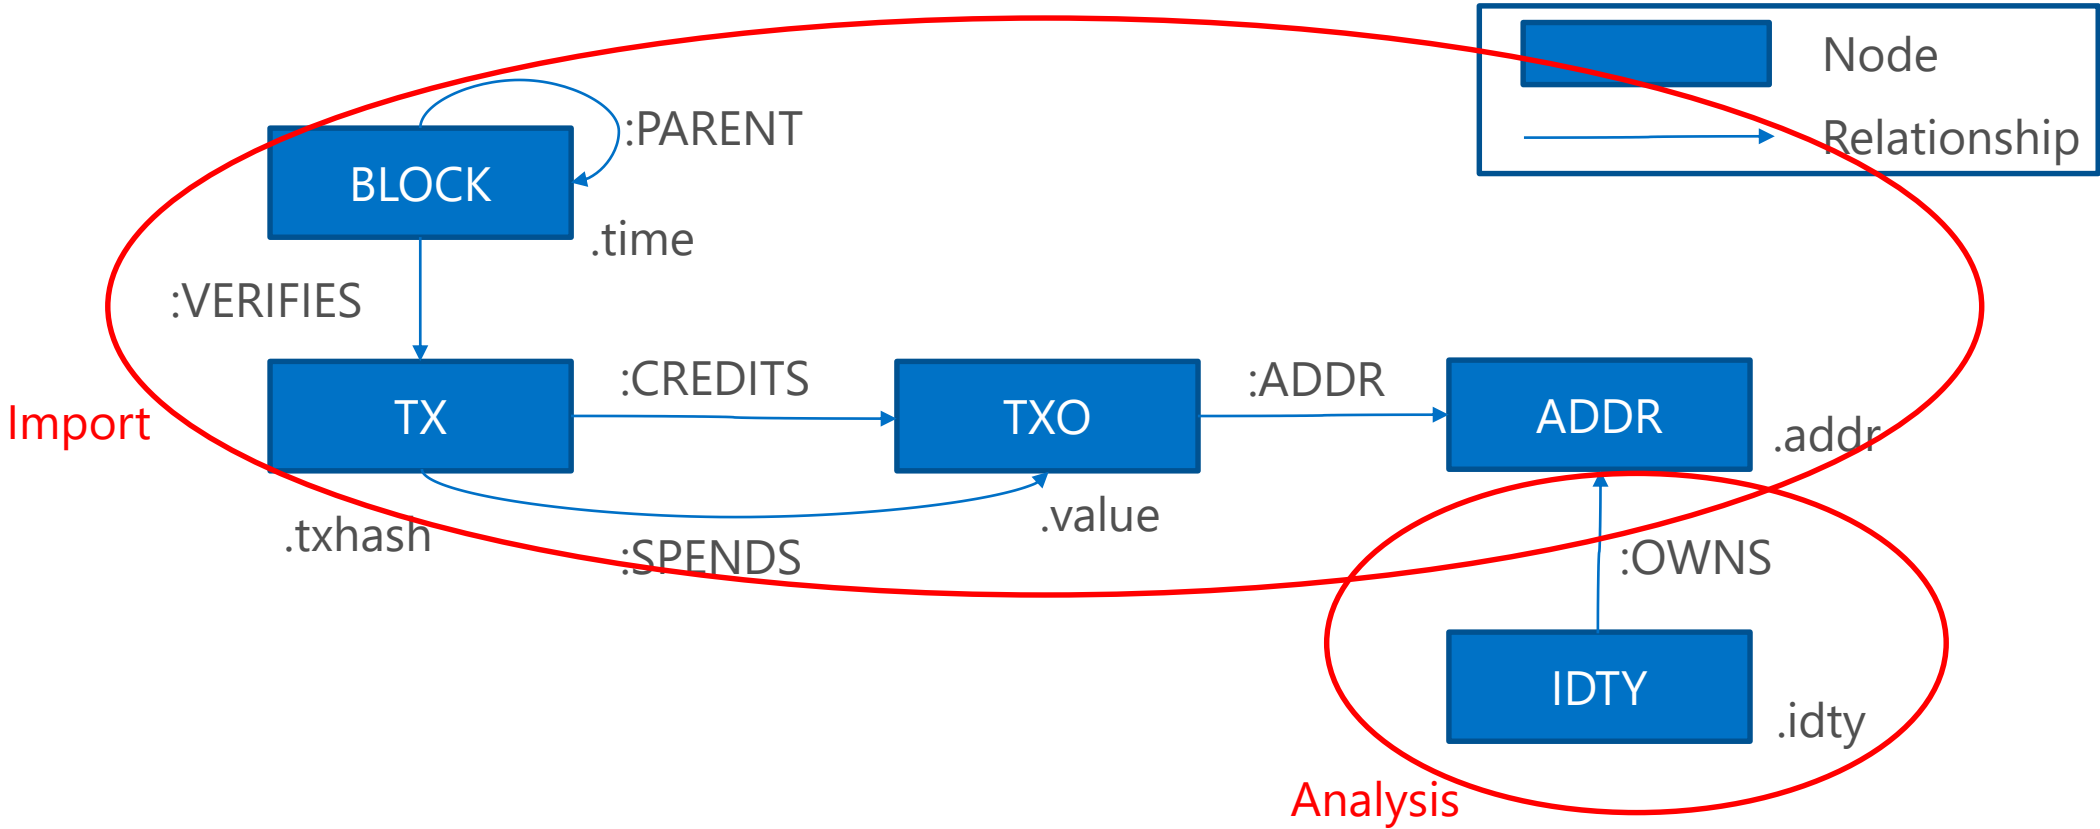 Node
Relationship
:PARENT
BLOCK
.time
:VERIFIES
:CREDITS
:ADDR
TX
TXO
ADDR
Import
.addr
.txhash
.value
:SPENDS
:OWNS
IDTY
.idty
Analysis